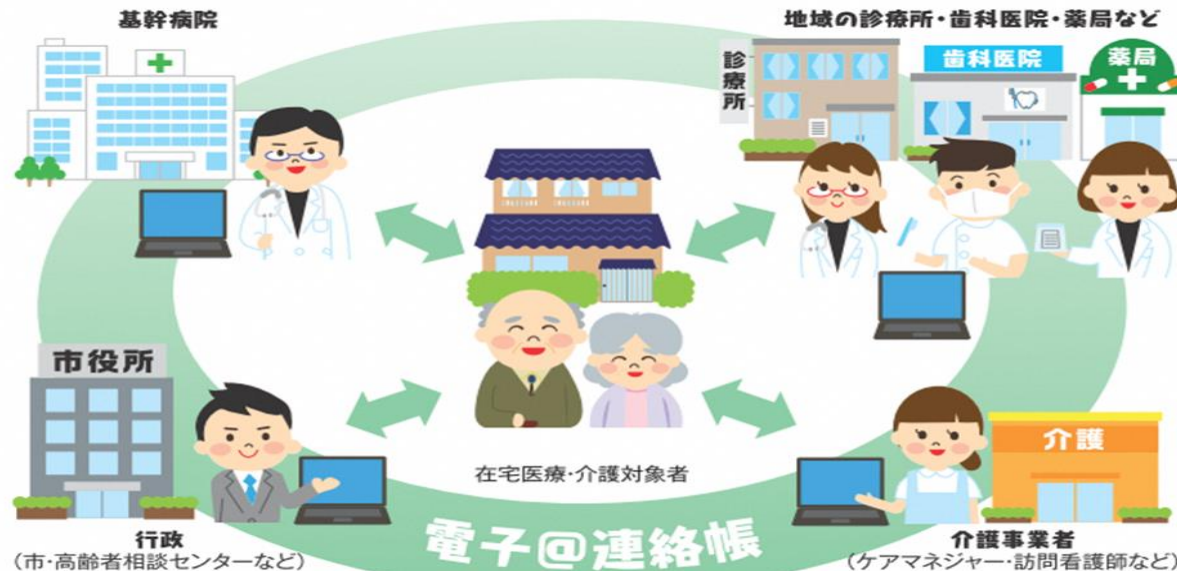 基幹病院
地域の診療所・歯科医院・薬局など
診療所
歯科医院
薬局
市役所
在宅医療・介護対象者
介護
行政
(市・高齢者相談センターなど)
電子@連絡帳
介護事業者
(ケアマネジャー・訪問看護師など)